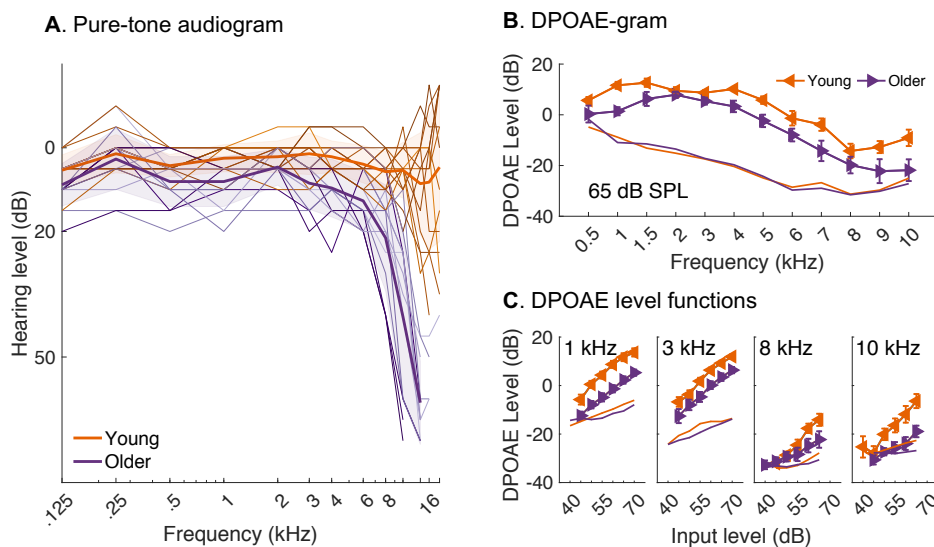 A. Pure-tone audiogram
Hearing level (dB)
0
20
50
Young
Older
.125
.25
.5
1
2
3
4
6
8
16
Frequency (kHz)
B. DPOAE-gram
DPOAE Level (dB)
20
0
-20
-40
Young
Older
65 dB SPL
0.5
1
1.5
2
3
4
5
6
7
8
9
10
Frequency (kHz)
C. DPOAE level functions
DPOAE Level (dB)
20
0
-20
-40
1 kHz
3 kHz
8 kHz
10 kHz
40
55
70
40
55
70
40
55
70
40
55
70
Input level (dB)